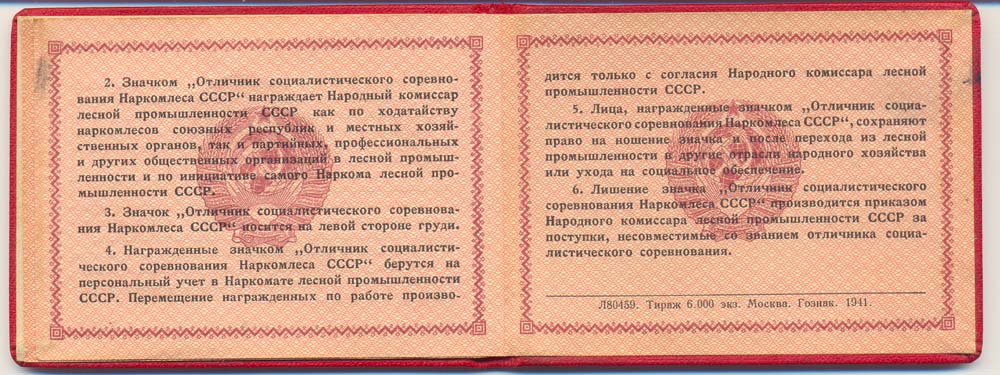 2. Значком „Отличник социалистического соревно-
вания Наркомлеса СССР“ награждает Народный комиссар
лесной промышленности СССР как по ходатайству
наркомлесов союзных республик и местных хозяй-
ственных органов, так и партийных, профессиональных
и других общественных организаций в лесной промыш-
ленности и по инициативе самого Наркома лесной про-
мышленности СССР.
3. Значок „Отличник социалистического соревнова-
ния Наркомлеса СССР“ носится на левой стороне груди.
4. Награжденные значком „Отличник социалисти-
ческого соревнования Наркомлеса СССР“ берутся на
персональный учет в Наркомате лесной промышленности
СССР. Перемещение награжденных по работе произво-
дится только с согласия Народного комиссара лесной
промышленности СССР.
5. Лица, награжденные значком „Отличник социа-
листического соревнования Наркомлеса СССР“, сохраняют
право на ношение значка и после перехода из лесной
промышленности в другие отрасли народного хозяйства
или ухода на социальное обеспечение.
6. Лишение значка „Отличник социалистического
соревнования Наркомлеса СССР“ производится приказом
Народного комиссара лесной промышленности СССР за
поступки, несовместимые со званием отличника социа-
листического соревнования.
Л80459. Тираж 6.000 экз. Москва. Гознак. 1941.